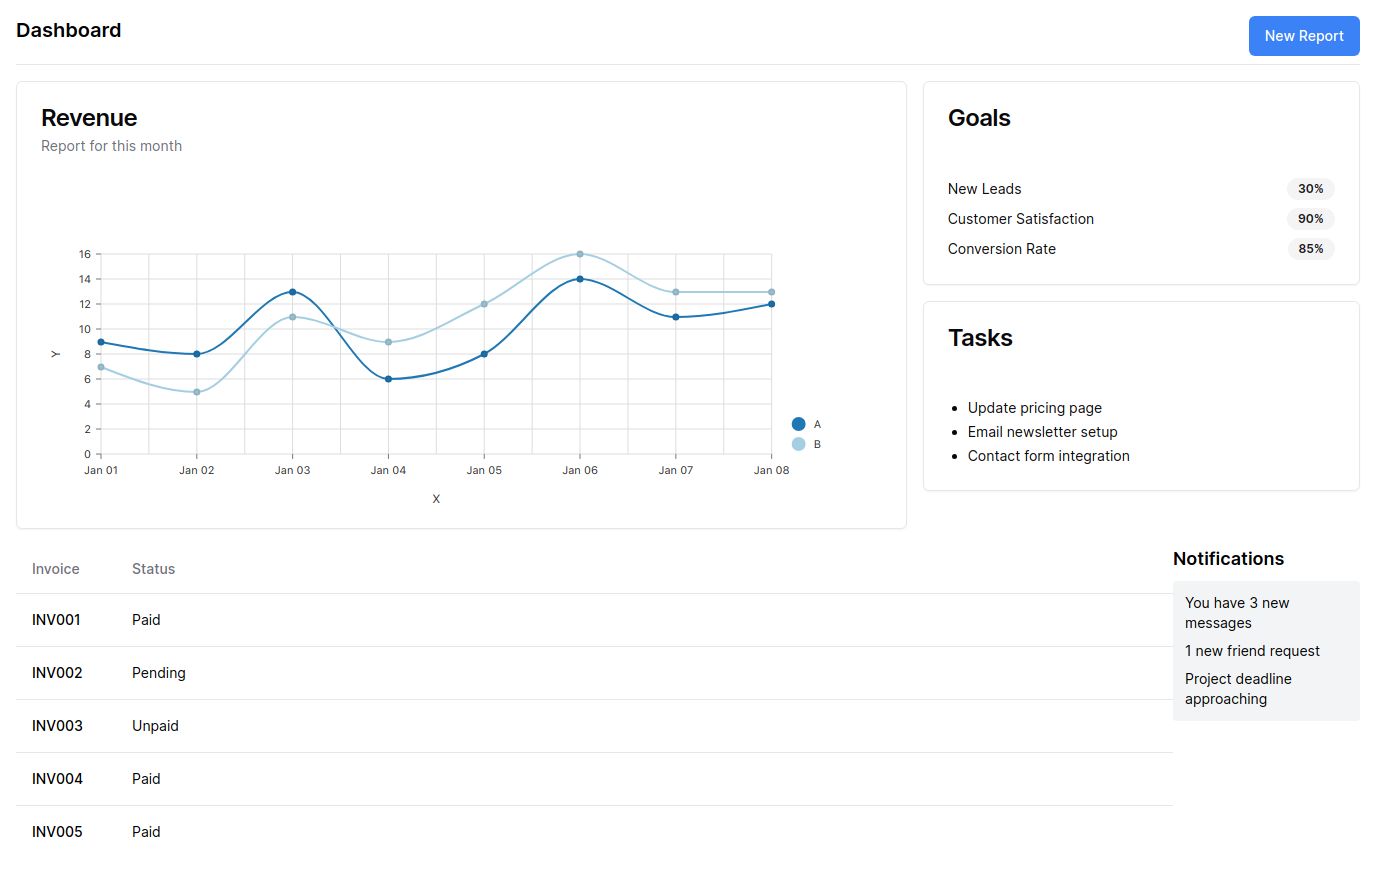 Dashboard
New Report
Revenue
Report for this month
16
14
12
10
8
6
4
2
0
Y
Jan 01 Jan 02 Jan 03 Jan 04 Jan 05 Jan 06 Jan 07 Jan 08
X
A
B
Goals
New Leads 30%
Customer Satisfaction 90%
Conversion Rate 85%
Tasks
• Update pricing page
• Email newsletter setup
• Contact form integration
Invoice Status
INV001 Paid
INV002 Pending
INV003 Unpaid
INV004 Paid
INV005 Paid
Notifications
You have 3 new
messages
1 new friend request
Project deadline
approaching